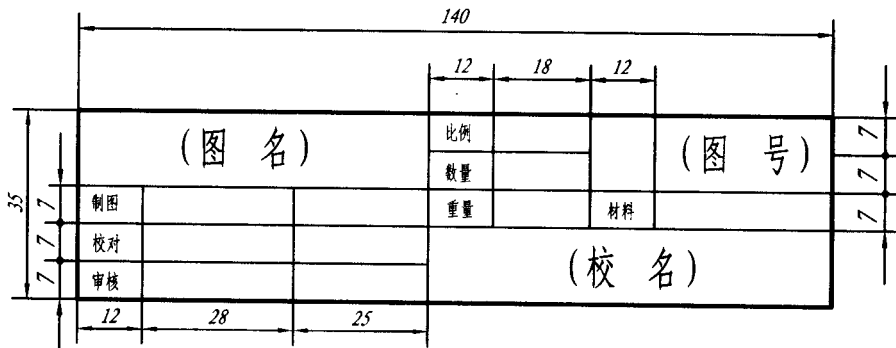 140
12 18 12
(图 名) 比例 (图 号) 7
数量 7
35 7 制图 重量 材料 7
7 校对 (校 名)
7 审核
12 28 25